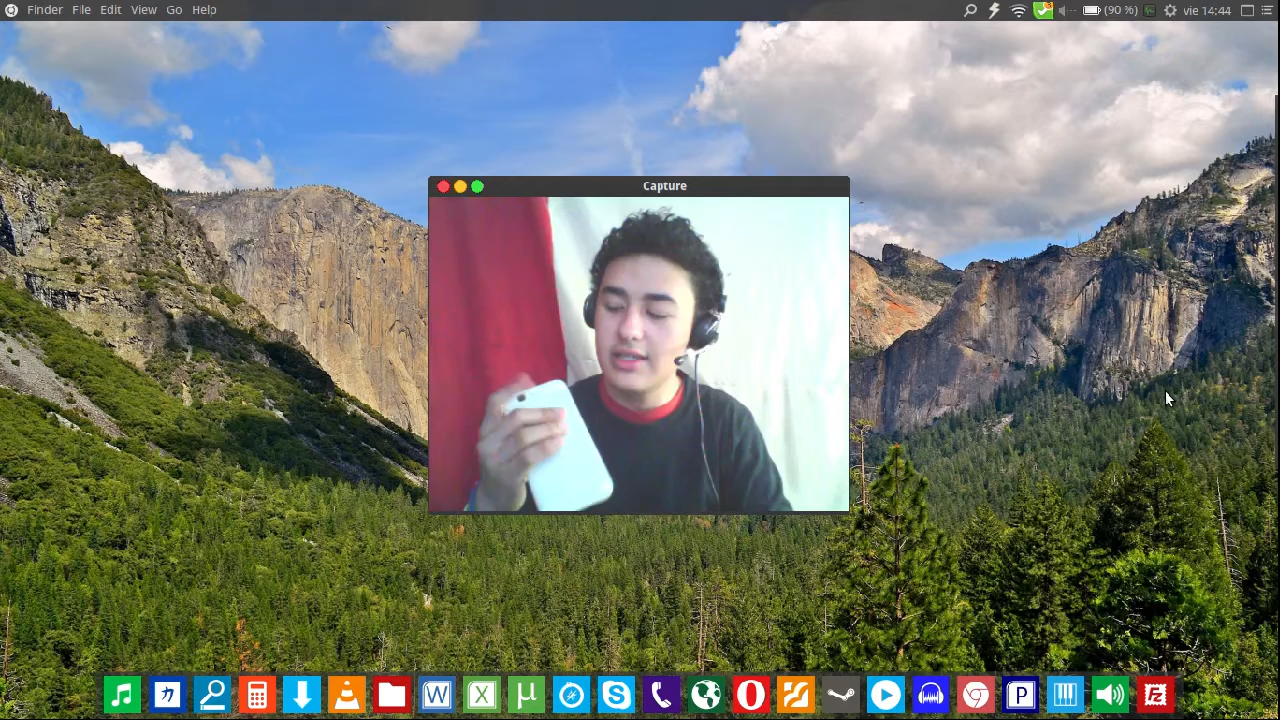 Finder File Edit View Go Help (90 %) vie 14:44
Capture
W X μ S P